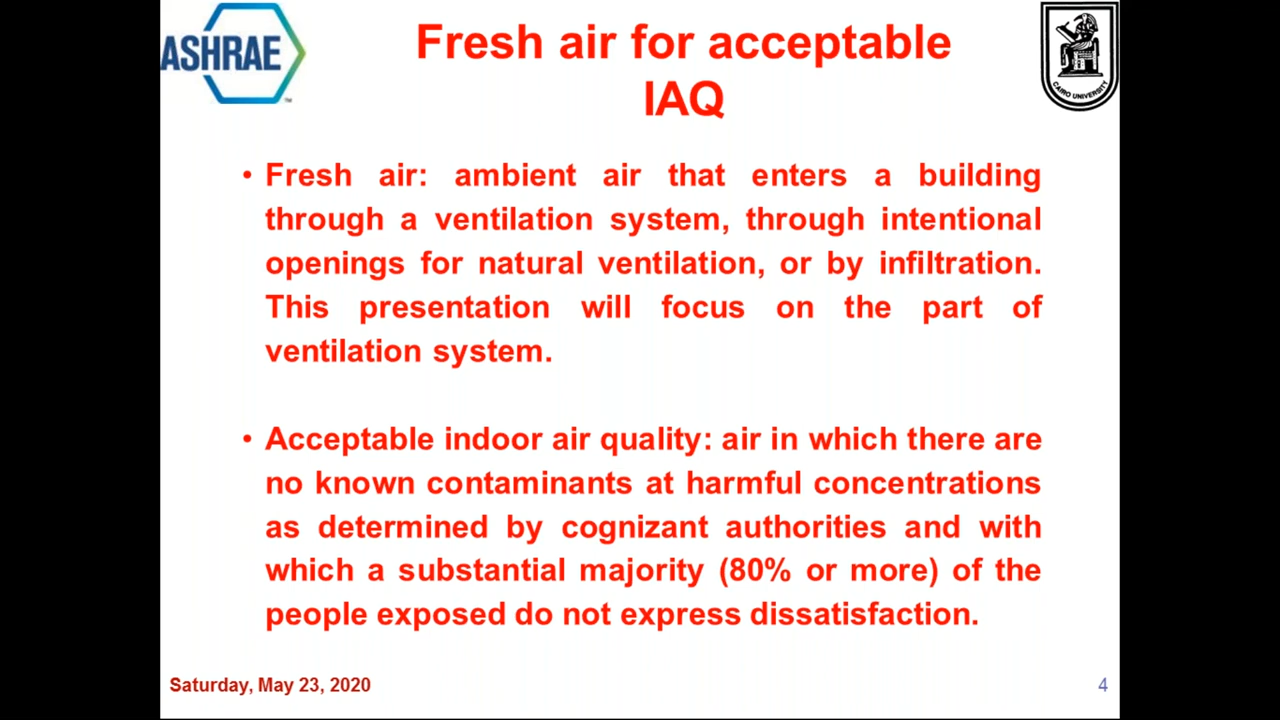 ASHRAE
Fresh air for acceptable
IAQ
CAIRO UNIVERSITY
• Fresh air: ambient air that enters a building
through a ventilation system, through intentional
openings for natural ventilation, or by infiltration.
This presentation will focus on the part of
ventilation system.
• Acceptable indoor air quality: air in which there are
no known contaminants at harmful concentrations
as determined by cognizant authorities and with
which a substantial majority (80% or more) of the
people exposed do not express dissatisfaction.
Saturday, May 23, 2020
4